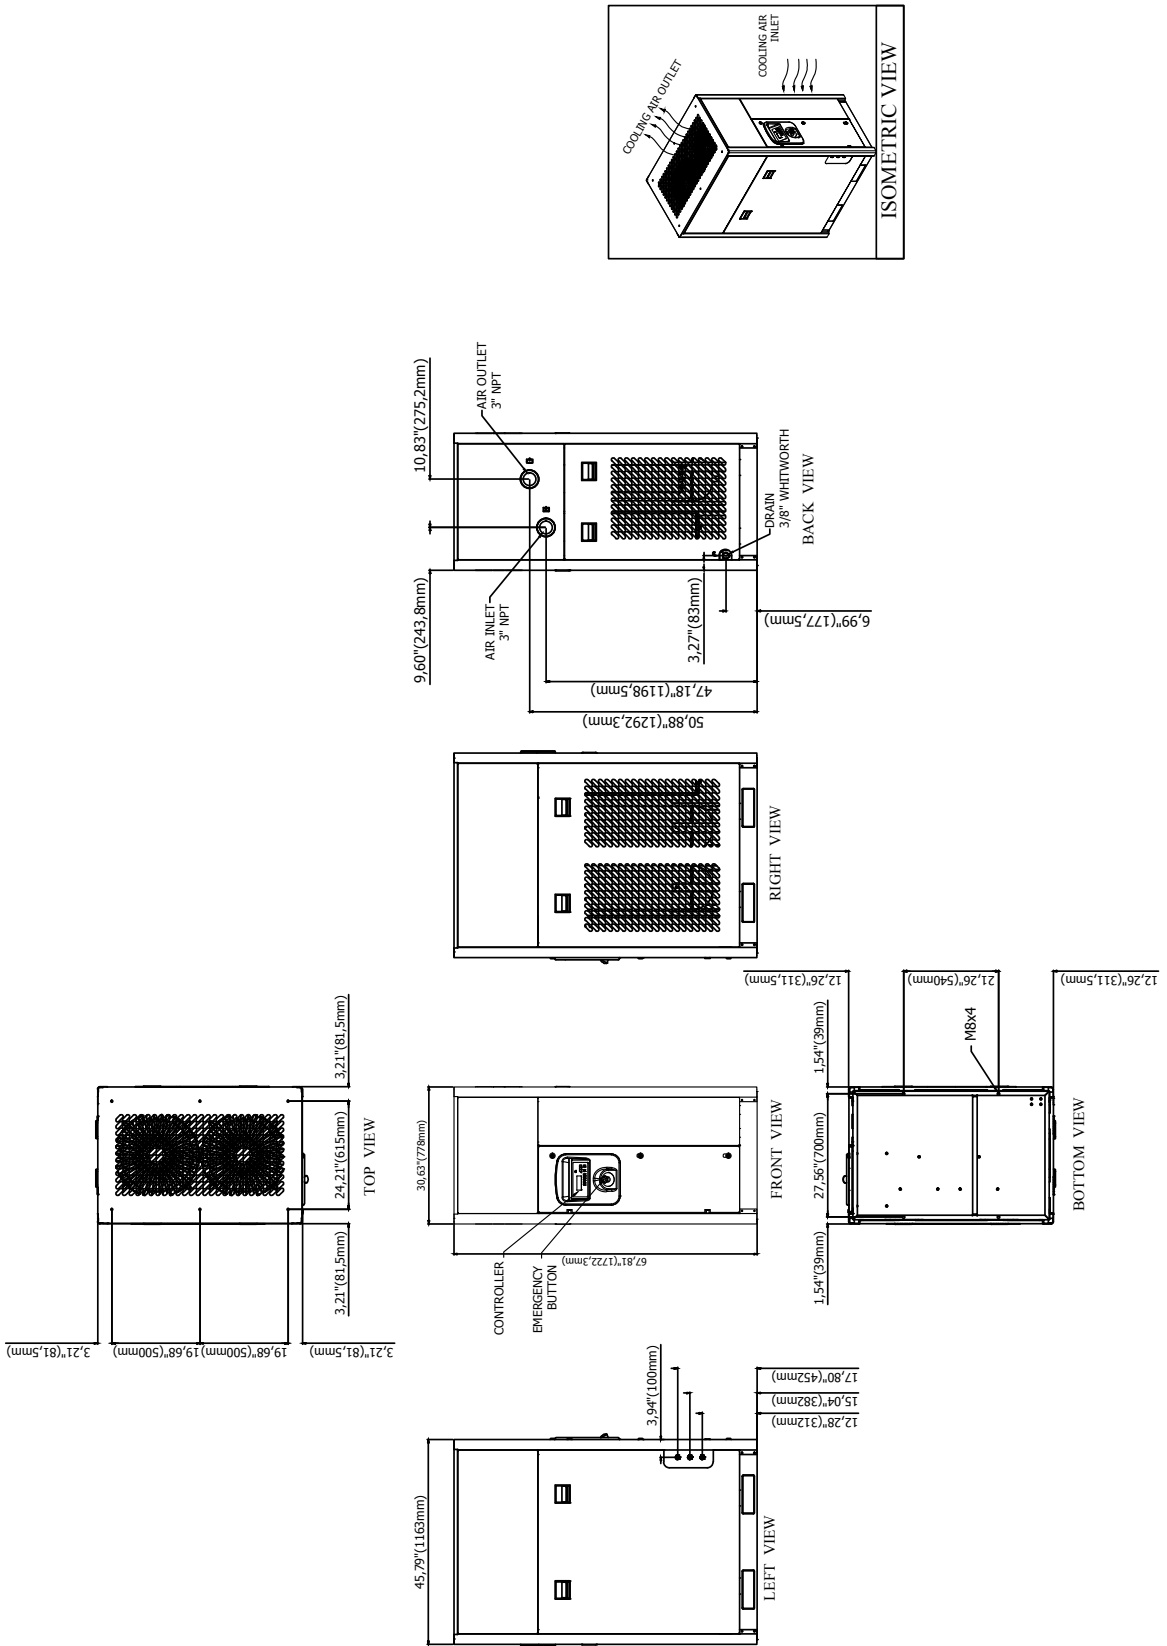 COOLING AIR
INLET
COOLING AIR OUTLET
ISOMETRIC VIEW
10,83"(275,2mm)
AIR OUTLET
3" NPT
9,60"(243,8mm)
AIR INLET
3" NPT
DRAIN
3/8" WHITWORTH
3,27"(83mm)
6,99"(177,5mm)
47,18"(1198,5mm)
50,88"(1292,3mm)
BACK VIEW
RIGHT VIEW
3,21"(81,5mm)
24,21"(615mm)
3,21"(81,5mm)
TOP VIEW
3,21"(81,5mm)
19,68"(500mm)
19,68"(500mm)
3,21"(81,5mm)
30,63"(778mm)
67,81"(1722,3mm)
CONTROLLER
EMERGENCY
BUTTON
FRONT VIEW
12,26"(311,5mm)
21,26"(540mm)
12,26"(311,5mm)
1,54"(39mm)
M8x4
27,56"(700mm)
1,54"(39mm)
BOTTOM VIEW
45,79"(1163mm)
3,94"(100mm)
17,80"(452mm)
15,04"(382mm)
12,28"(312mm)
LEFT VIEW